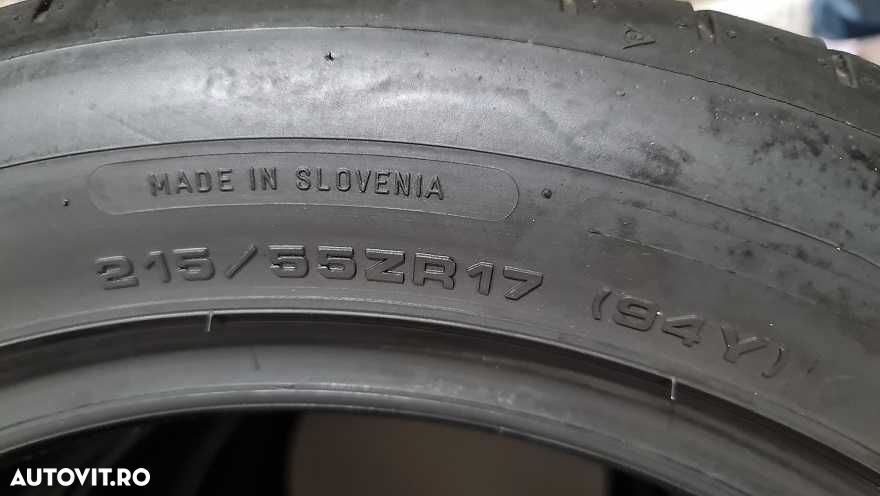 MADE IN SLOVENIA
215/55ZR17 (94Y)
AUTOVIT.RO